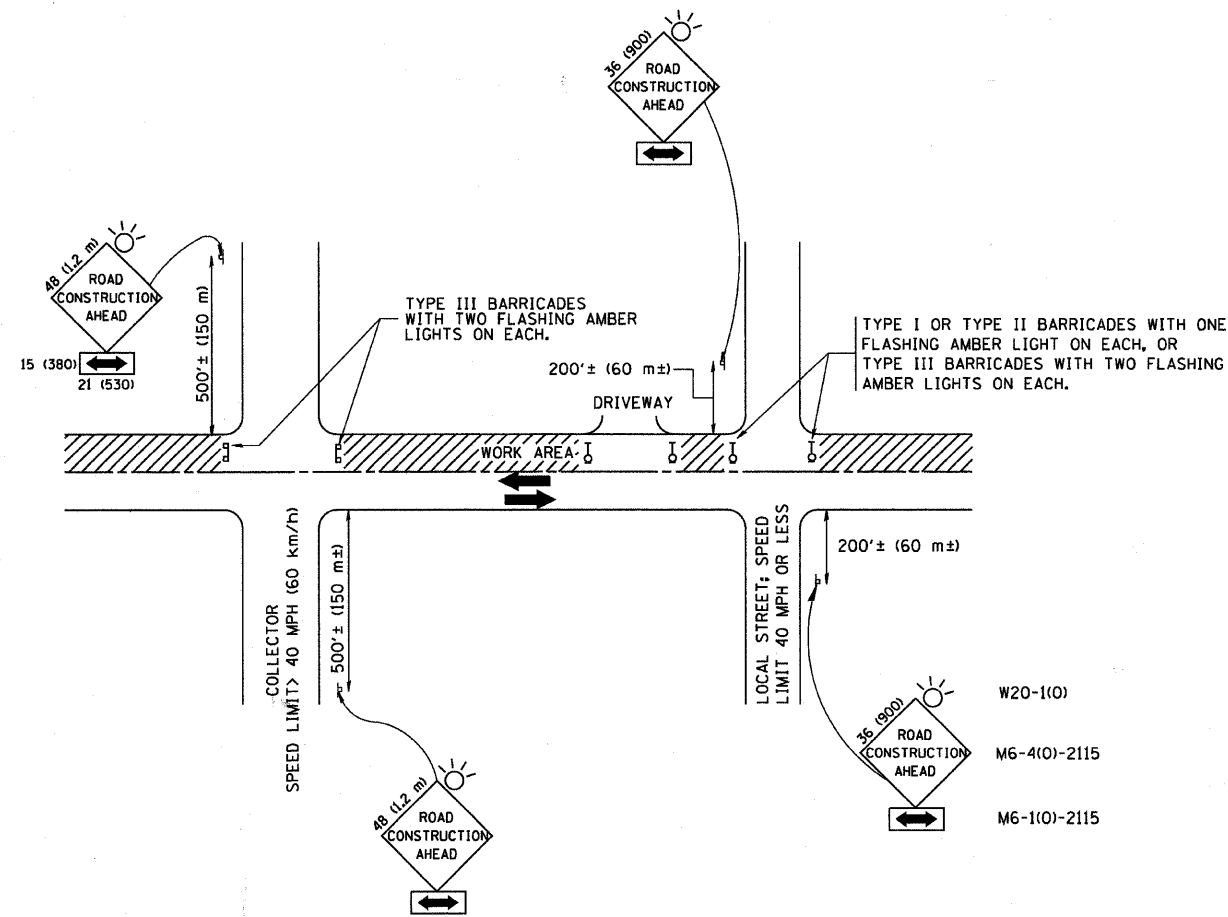 36 (900)
ROAD
CONSTRUCTION
AHEAD
48 (1.2 m)
ROAD
CONSTRUCTION
AHEAD
15 (380)
21 (530)
500'± (150 m)
TYPE III BARRICADES
WITH TWO FLASHING AMBER
LIGHTS ON EACH.
200'± (60 m±)
DRIVEWAY
TYPE I OR TYPE II BARRICADES WITH ONE
FLASHING AMBER LIGHT ON EACH, OR
TYPE III BARRICADES WITH TWO FLASHING
AMBER LIGHTS ON EACH.
WORK AREA
COLLECTOR
SPEED LIMIT> 40 MPH (60 km/h)
500'± (150 m±)
LOCAL STREET; SPEED
LIMIT 40 MPH OR LESS
200'± (60 m±)
48 (1.2 m)
ROAD
CONSTRUCTION
AHEAD
36 (900)
ROAD
CONSTRUCTION
AHEAD
W20-1(O)
M6-4(O)-2115
M6-1(O)-2115